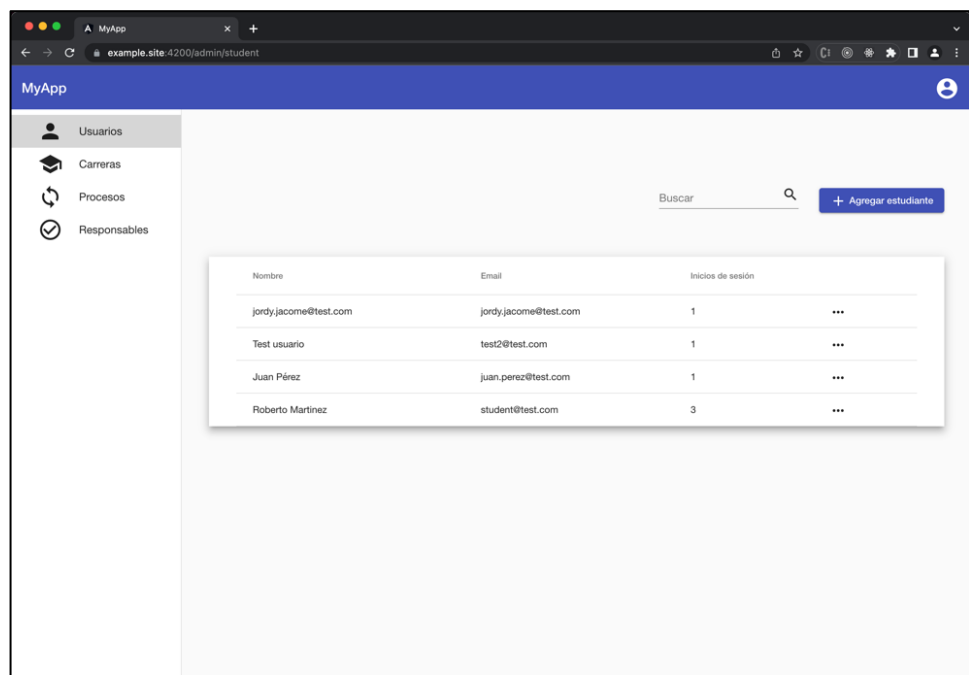 MyApp
example.site:4200/admin/student
MyApp
Usuarios
Carreras
Procesos
Responsables
Buscar
Agregar estudiante
Nombre Email Inicios de sesión
jordy.jacome@test.com jordy.jacome@test.com 1
Test usuario test2@test.com 1
Juan Pérez juan.perez@test.com 1
Roberto Martinez student@test.com 3